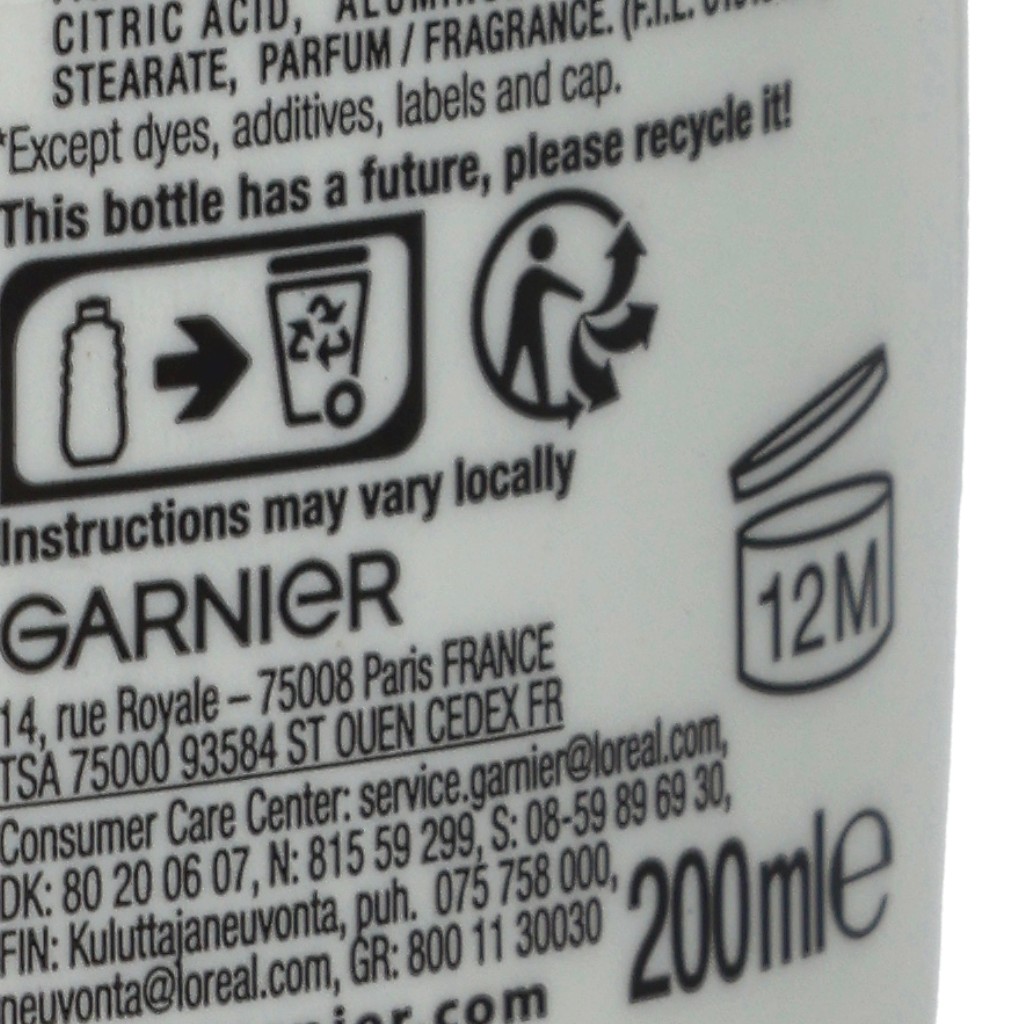 CITRIC ACID,
STEARATE, PARFUM / FRAGRANCE. (F.I.L.
*Except dyes, additives, labels and cap.
This bottle has a future, please recycle it!
Instructions may vary locally
GARNIER
14, rue Royale – 75008 Paris FRANCE
TSA 75000 93584 ST OUEN CEDEX FR
Consumer Care Center: service.garnier@loreal.com,
DK: 80 20 06 07, N: 815 59 299, S: 08-59 89 69 30,
FIN: Kuluttajaneuvonta, puh. 075 758 000,
neuvonta@loreal.com, GR: 800 11 30030
12M
200 ml e